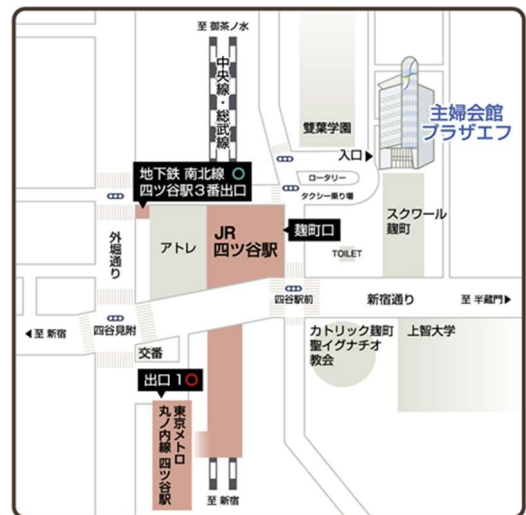 至 御茶ノ水
中央線・総武線
双葉学園
主婦会館
プラザエフ
入口
地下鉄 南北線
四ツ谷駅3番出口
ロータリー
タクシー乗り場
スクワール
麹町
外堀通り
アトレ
JR
四ツ谷駅
麹町口
TOILET
四谷駅前
新宿通り
至 半蔵門
至 新宿
四谷見附
交番
カトリック麹町
聖イグナチオ
教会
上智大学
出口 1
東京メトロ
丸ノ内線 四ツ谷駅
至 新宿